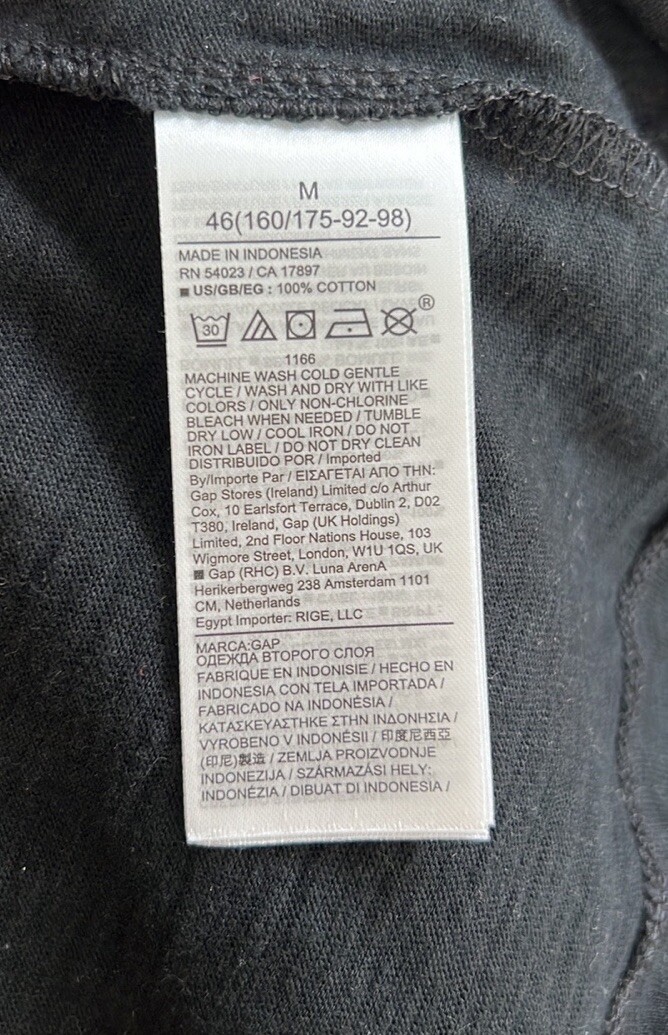 M
46(160/175-92-98)
MADE IN INDONESIA
RN 54023 / CA 17897
■ US/GB/EG : 100% COTTON
30
®
1166
MACHINE WASH COLD GENTLE
CYCLE / WASH AND DRY WITH LIKE
COLORS / ONLY NON-CHLORINE
BLEACH WHEN NEEDED / TUMBLE
DRY LOW / COOL IRON / DO NOT
IRON LABEL / DO NOT DRY CLEAN
DISTRIBUIDO POR / Imported
By/Importe Par / ΕΙΣΑΓΕΤΑΙ ΑΠΟ ΤΗΝ:
Gap Stores (Ireland) Limited c/o Arthur
Cox, 10 Earlsfort Terrace, Dublin 2, D02
T380, Ireland, Gap (UK Holdings)
Limited, 2nd Floor Nations House, 103
Wigmore Street, London, W1U 1QS, UK
■ Gap (RHC) B.V. Luna ArenA
Herikerbergweg 238 Amsterdam 1101
CM, Netherlands
Egypt Importer: RIGE, LLC
MARCA:GAP
ОДЕЖДА ВТОРОГО СЛОЯ
FABRIQUE EN INDONISIE / HECHO EN
INDONESIA CON TELA IMPORTADA /
FABRICADO NA INDONÉSIA /
ΚΑΤΑΣΚΕΥΑΣΤΗΚΕ ΣΤΗΝ ΙΝΔΟΝΗΣΙΑ /
VYROBENO V INDONÉSII / 印度尼西亞
(印尼)製造 / ZEMLJA PROIZVODNJE
INDONEZIJA / SZÁRMAZÁSI HELY:
INDONÉZIA / DIBUAT DI INDONESIA /